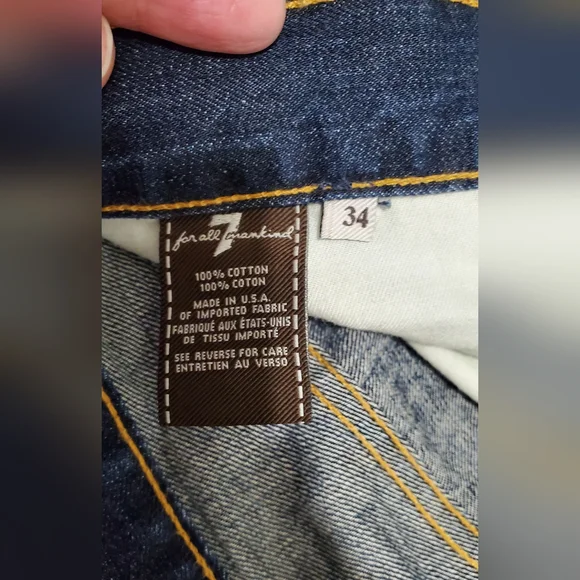 for all 7 mankind
34
100% COTTON
100% COTON
MADE IN U.S.A.
OF IMPORTED FABRIC
FABRIQUÉ AUX ÉTATS-UNIS
DE TISSU IMPORTÉ
SEE REVERSE FOR CARE
ENTRETIEN AU VERSO